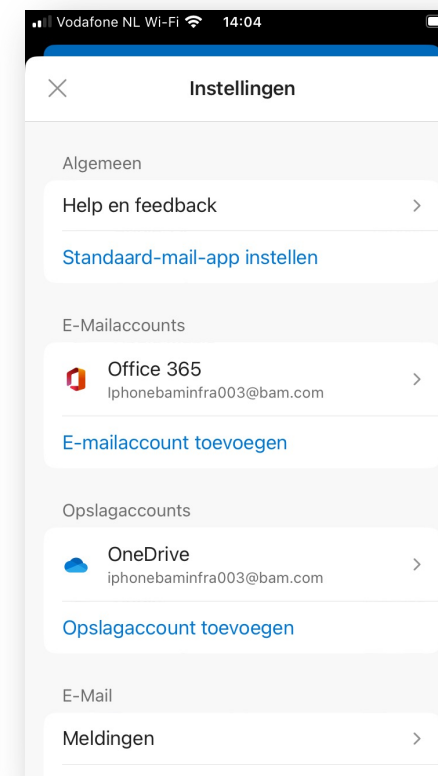 Vodafone NL Wi-Fi 14:04
Instellingen
Algemeen
Help en feedback
Standaard-mail-app instellen
E-Mailaccounts
Office 365
Iphonebaminfra003@bam.com
E-mailaccount toevoegen
Opslagaccounts
OneDrive
iphonebaminfra003@bam.com
Opslagaccount toevoegen
E-Mail
Meldingen